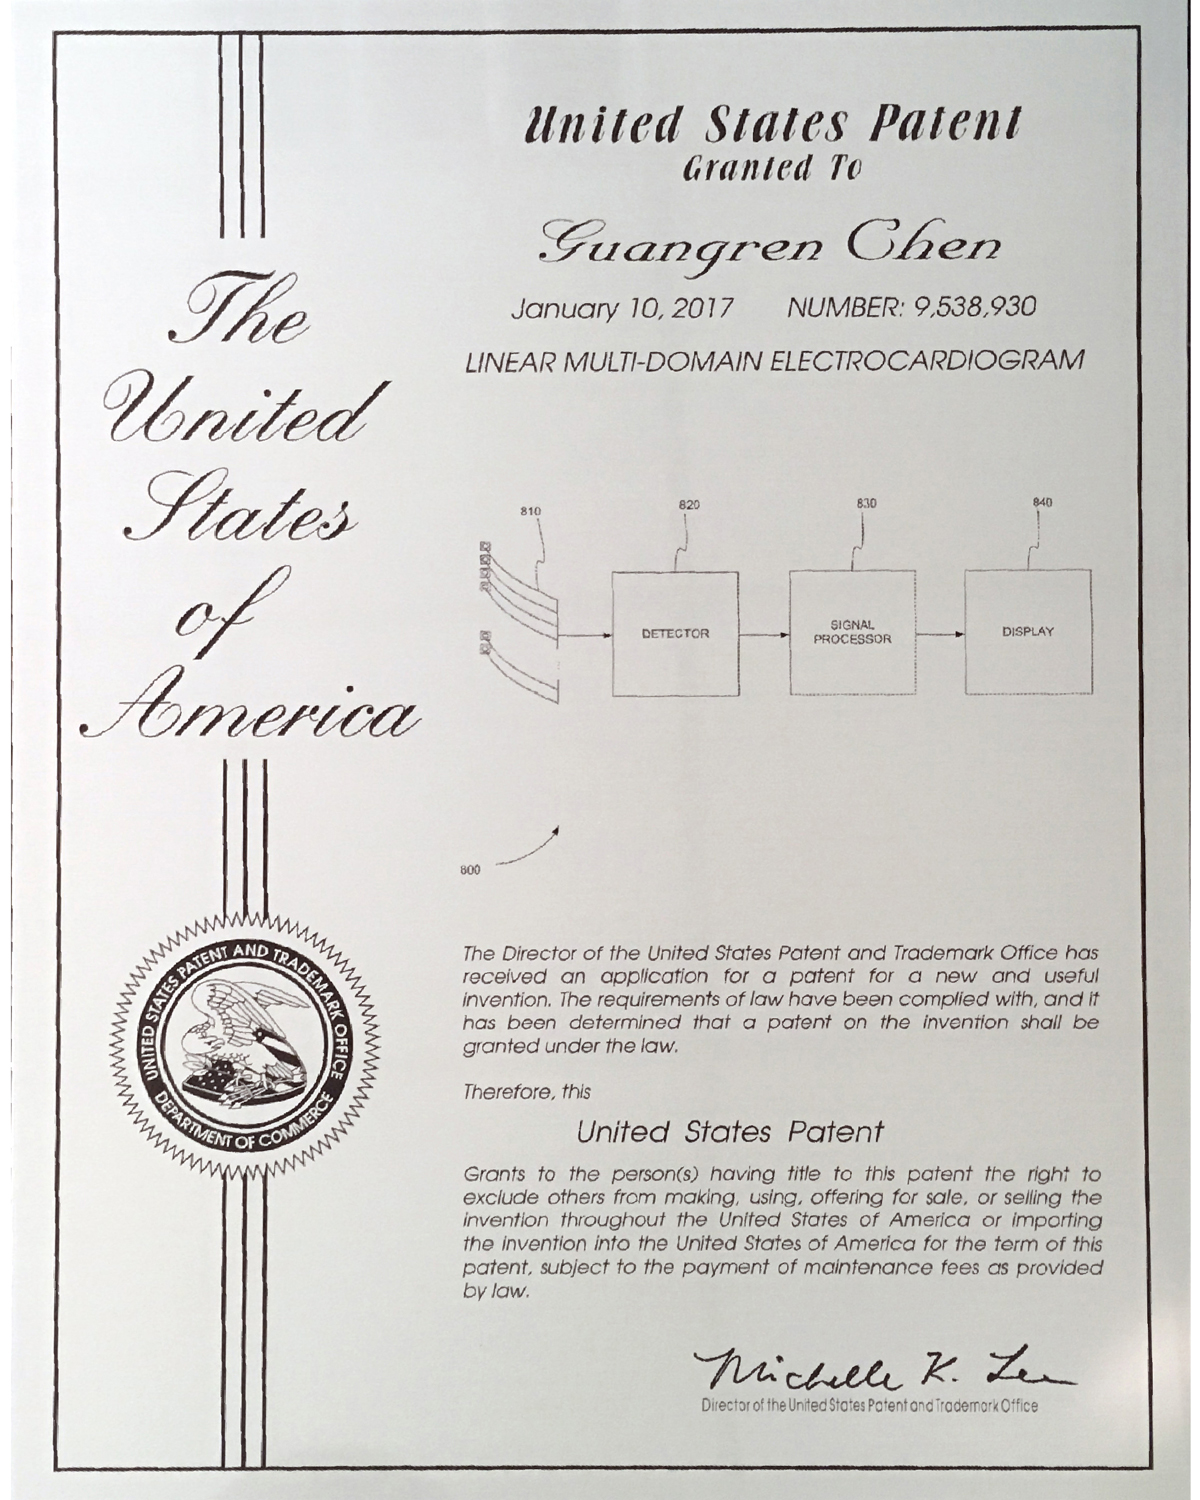 United States Patent
Granted To
Guangren Chen
January 10, 2017 NUMBER: 9,538,930
LINEAR MULTI-DOMAIN ELECTROCARDIOGRAM
The
United
States
of
America
810
820
830
840
DETECTOR
SIGNAL
PROCESSOR
DISPLAY
800
UNITED STATES PATENT AND TRADEMARK OFFICE
DEPARTMENT OF COMMERCE
The Director of the United States Patent and Trademark Office has
received an application for a patent for a new and useful
invention. The requirements of law have been complied with, and it
has been determined that a patent on the invention shall be
granted under the law.
Therefore, this
United States Patent
Grants to the person(s) having title to this patent the right to
exclude others from making, using, offering for sale, or selling the
invention throughout the United States of America or importing
the invention into the United States of America for the term of this
patent, subject to the payment of maintenance fees as provided
by law.
Michelle K. Lee
Director of the United States Patent and Trademark Office